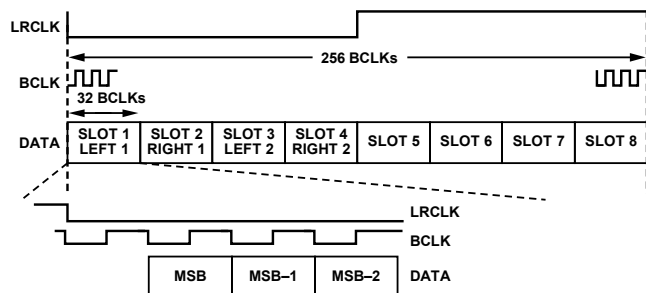 LRCLK
256 BCLKs
BCLK
32 BCLKs
DATA
SLOT 1 LEFT 1
SLOT 2 RIGHT 1
SLOT 3 LEFT 2
SLOT 4 RIGHT 2
SLOT 5
SLOT 6
SLOT 7
SLOT 8
LRCLK
BCLK
MSB
MSB–1
MSB–2
DATA